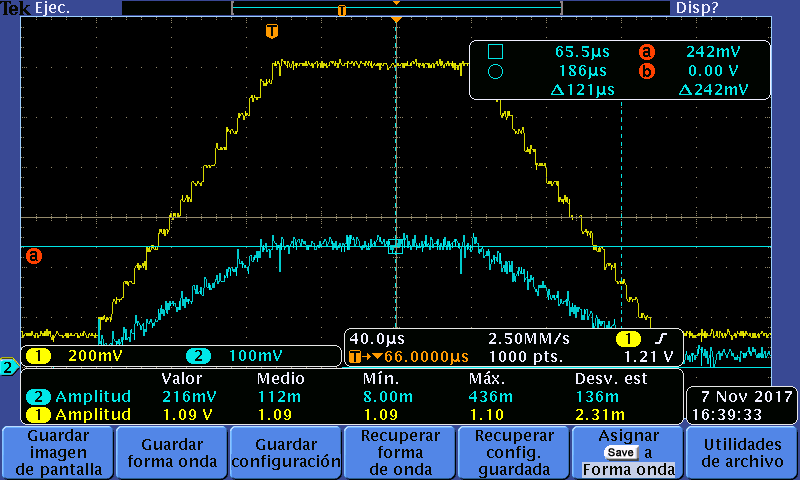 Tek Ejec. Disp?
T
T
65.5µs a 242mV
186µs b 0.00 V
Δ121µs Δ242mV
a
40.0µs 2.50MM/s 1
T→▼66.0000µs 1000 pts. 1.21 V
1 200mV 2 100mV
2
Valor Medio Mín. Máx. Desv. est
2 Amplitud 216mV 112m 8.00m 436m 136m
1 Amplitud 1.09 V 1.09 1.09 1.10 2.31m
7 Nov 2017
16:39:33
Guardar
imagen
de pantalla
Guardar
forma onda
Guardar
configuración
Recuperar
forma
de onda
Recuperar
config.
guardada
Asignar
Save a
Forma onda
Utilidades
de archivo